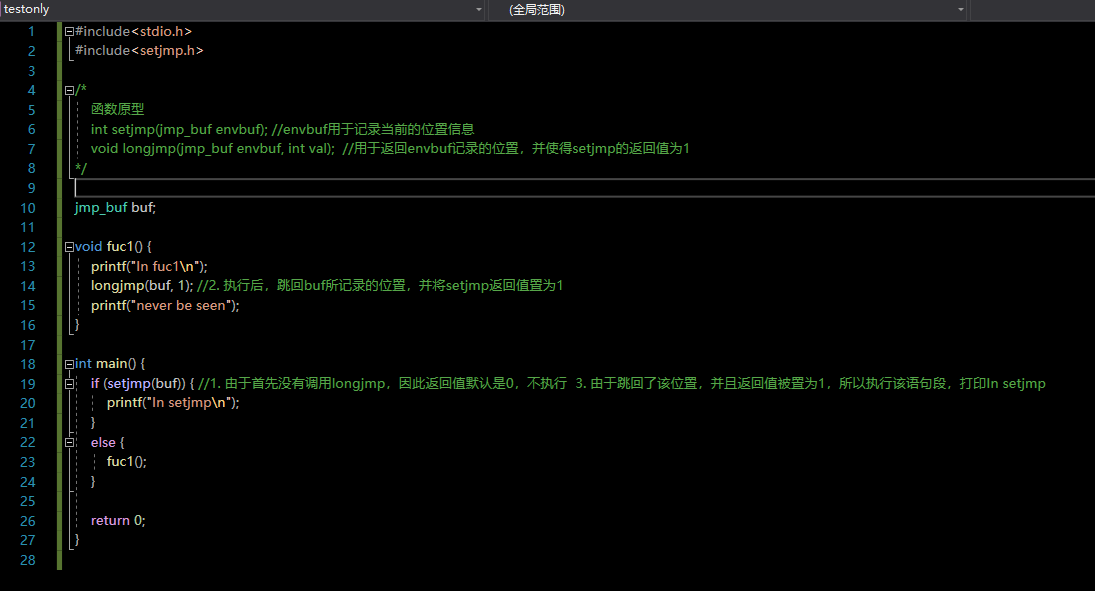 testonly (全局范围)
1 #include<stdio.h>
2 #include<setjmp.h>
3
4 /*
5 函数原型
6 int setjmp(jmp_buf envbuf); //envbuf用于记录当前的位置信息
7 void longjmp(jmp_buf envbuf, int val); //用于返回envbuf记录的位置，并使得setjmp的返回值为1
8 */
9
10 jmp_buf buf;
11
12 void fuc1() {
13 printf("In fuc1\n");
14 longjmp(buf, 1); //2. 执行后，跳回buf所记录的位置，并将setjmp返回值置为1
15 printf("never be seen");
16 }
17
18 int main() {
19 if (setjmp(buf)) { //1. 由于首先没有调用longjmp，因此返回值默认是0，不执行 3. 由于跳回了该位置，并且返回值被置为1，所以执行该语句段，打印In setjmp
20 printf("In setjmp\n");
21 }
22 else {
23 fuc1();
24 }
25
26 return 0;
27 }
28